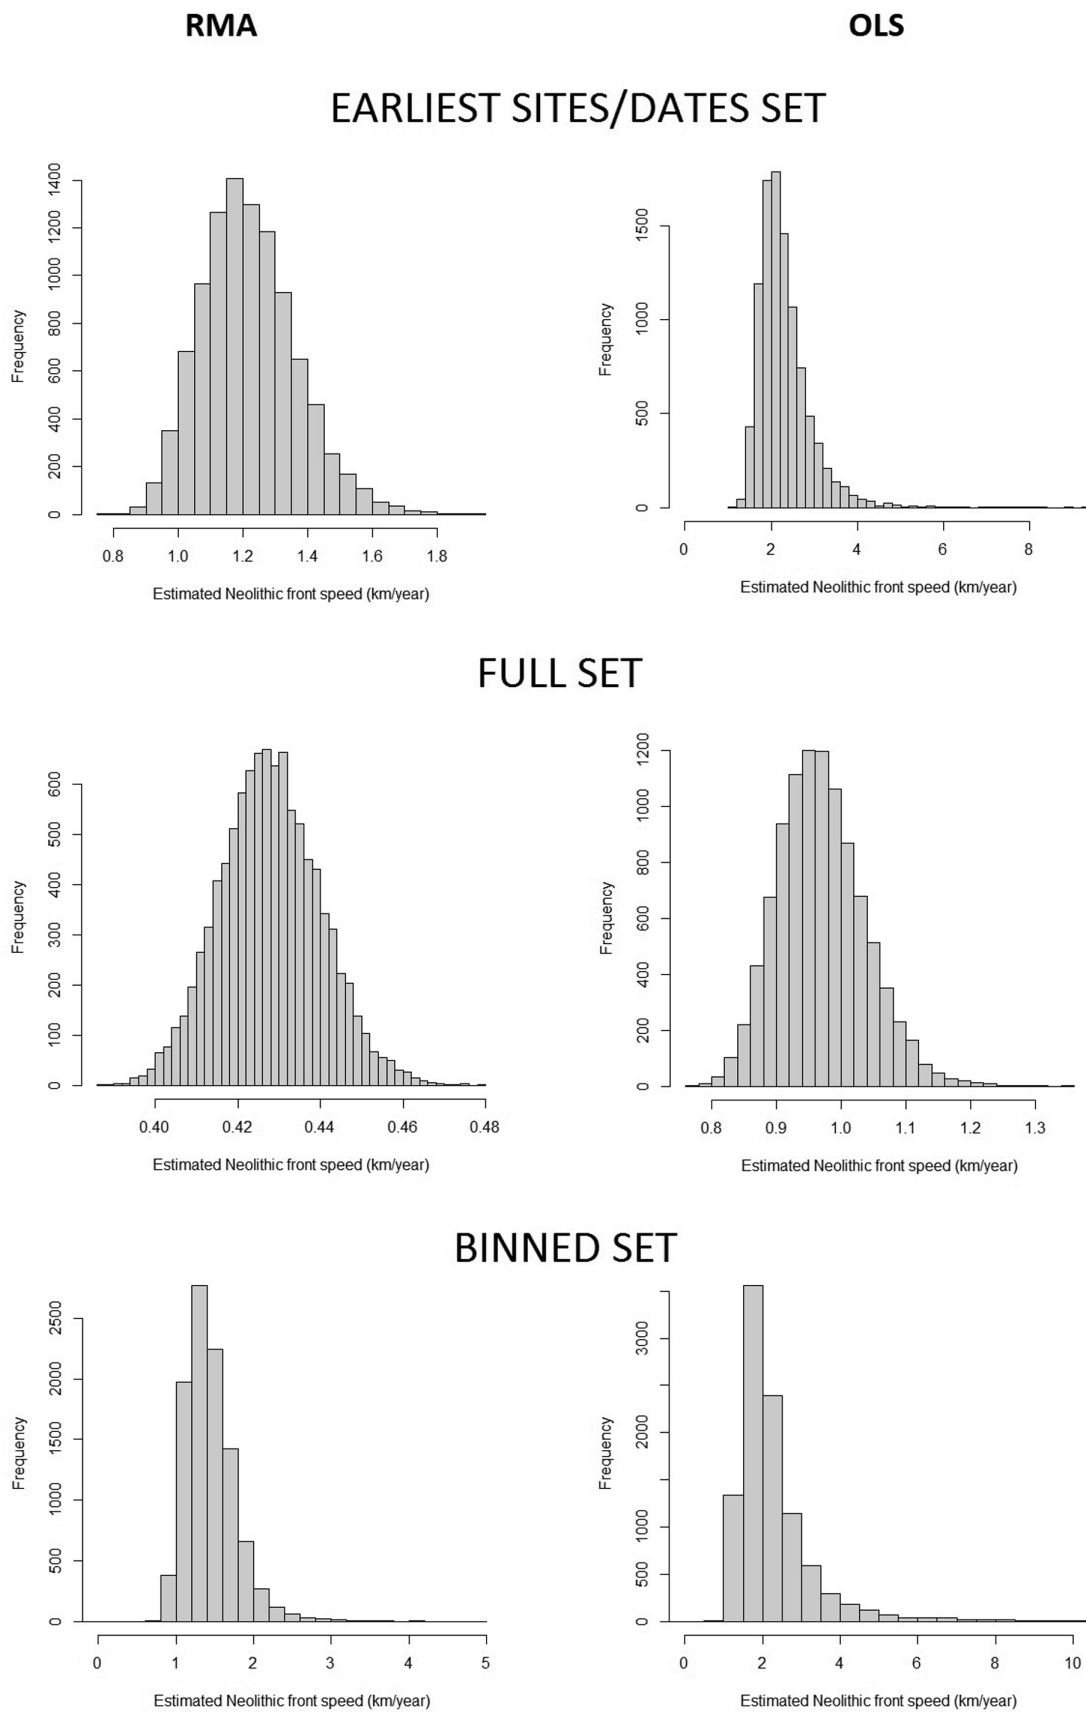 RMA OLS
EARLIEST SITES/DATES SET
Frequency
0 200 400 600 800 1000 1200 1400
0.8 1.0 1.2 1.4 1.6 1.8
Estimated Neolithic front speed (km/year)
Frequency
0 500 1000 1500
0 2 4 6 8
Estimated Neolithic front speed (km/year)
FULL SET
Frequency
0 100 200 300 400 500 600
0.40 0.42 0.44 0.46 0.48
Estimated Neolithic front speed (km/year)
Frequency
0 200 400 600 800 1000 1200
0.8 0.9 1.0 1.1 1.2 1.3
Estimated Neolithic front speed (km/year)
BINNED SET
Frequency
0 500 1000 1500 2000 2500
0 1 2 3 4 5
Estimated Neolithic front speed (km/year)
Frequency
0 500 1000 2000 3000
0 2 4 6 8 10
Estimated Neolithic front speed (km/year)